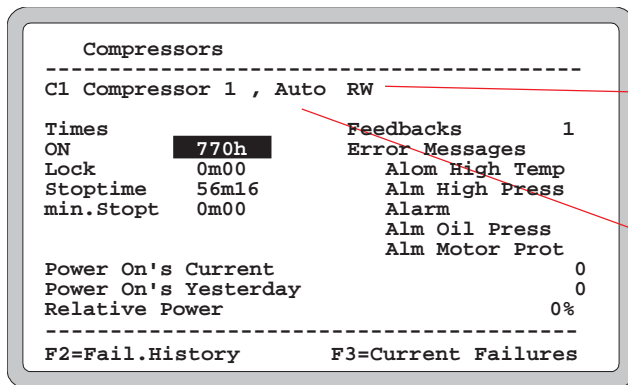 Compressors
-----------------------------------------
C1 Compressor 1 , Auto RW
Times Feedbacks 1
ON 770h Error Messages
Lock 0m00 Alom High Temp
Stoptime 56m16 Alm High Press
min.Stopt 0m00 Alarm
Alm Oil Press
Alm Motor Prot
Power On's Current 0
Power On's Yesterday 0
Relative Power 0%
-----------------------------------------
F2=Fail.History F3=Current Failures